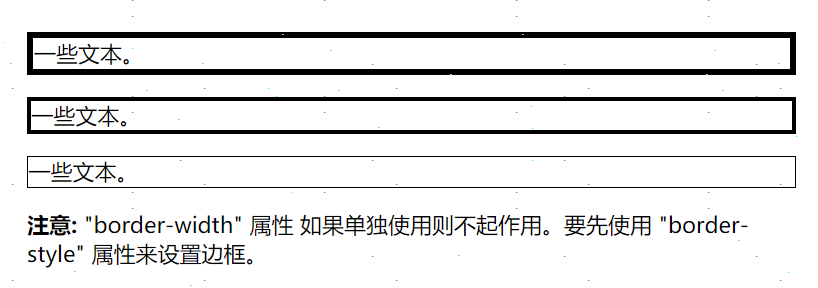 一些文本。
一些文本。
一些文本。
注意: "border-width" 属性 如果单独使用则不起作用。要先使用 "border-
style" 属性来设置边框。